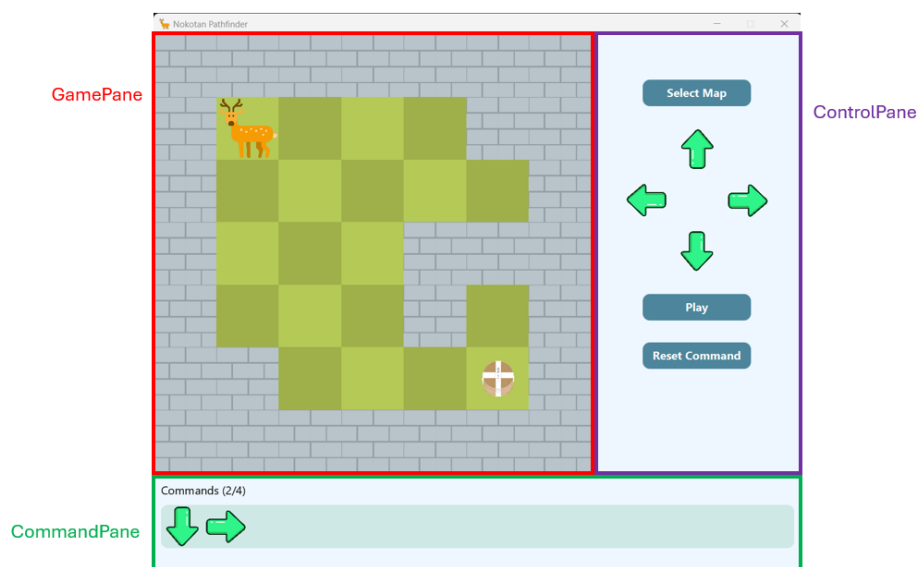 Nokotan Pathfinder
GamePane
Select Map
ControlPane
Play
Reset Command
Commands (2/4)
CommandPane